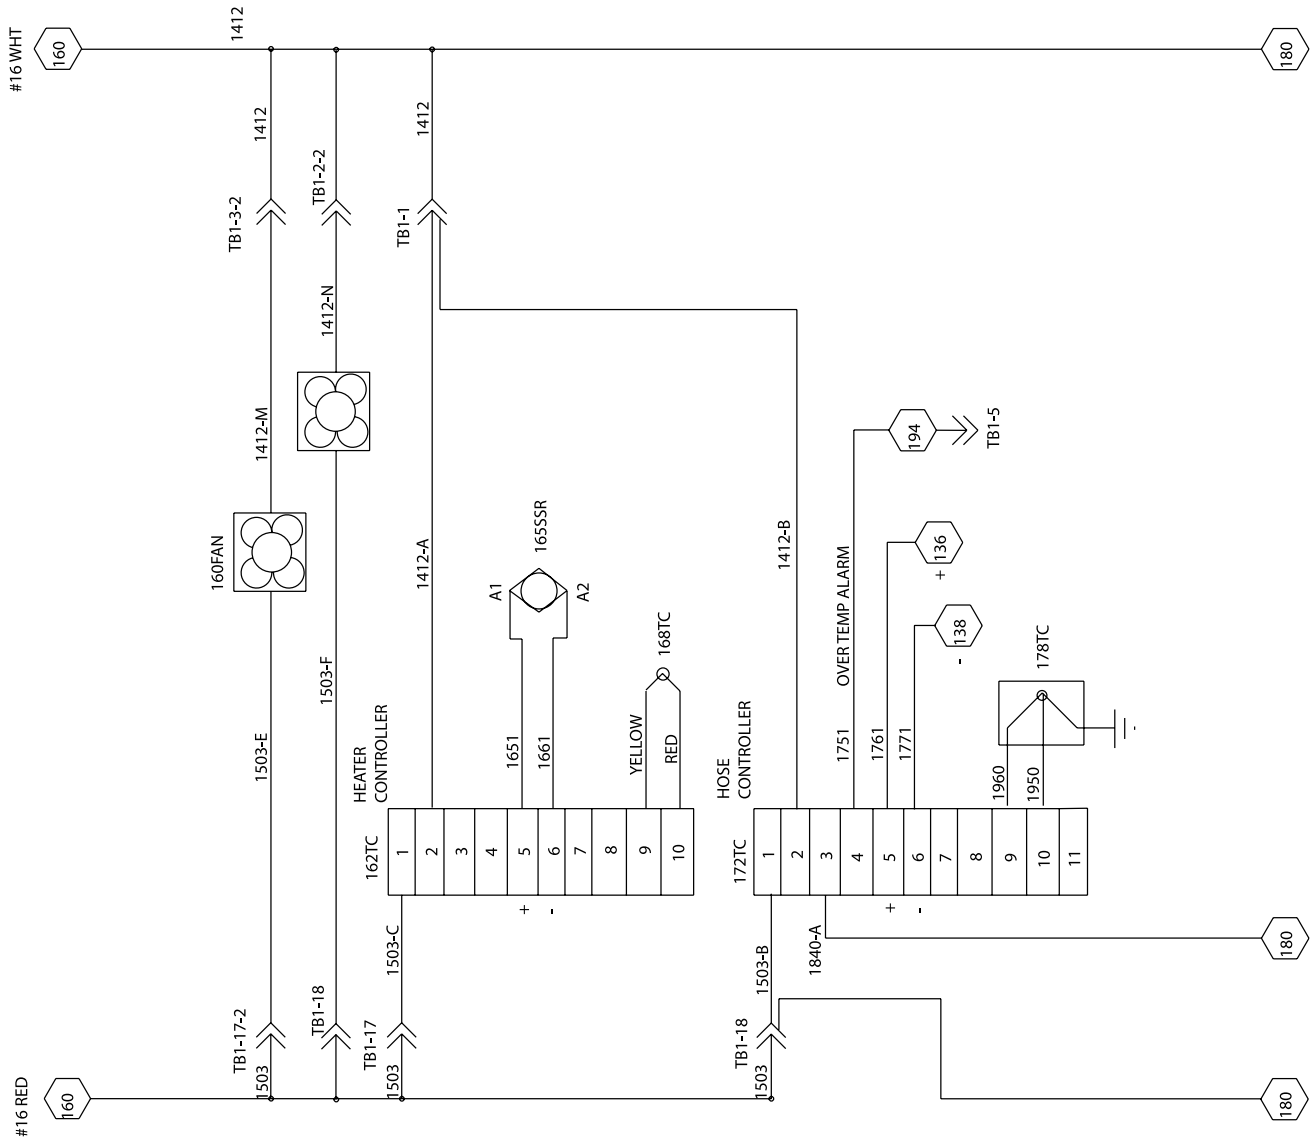 #16 RED
160
1503
TB1-17-2
1503-E
160FAN
1412-M
TB1-3-2
1412
1412
#16 WHT
160
TB1-18
1503-F
1412-N
TB1-2-2
1503
TB1-17
1503-C
162TC
HEATER
CONTROLLER
1
2
3
4
5
6
7
8
9
10
+
-
1412-A
TB1-1
1412
1651
1661
A1
A2
165SSR
YELLOW
RED
168TC
1503
TB1-18
1503-B
1840-A
172TC
HOSE
CONTROLLER
1
2
3
4
5
6
7
8
9
10
11
+
-
1412-B
1751
OVER TEMP ALARM
194
TB1-5
1761
+
136
1771
-
138
1960
1950
178TC
180
180
180